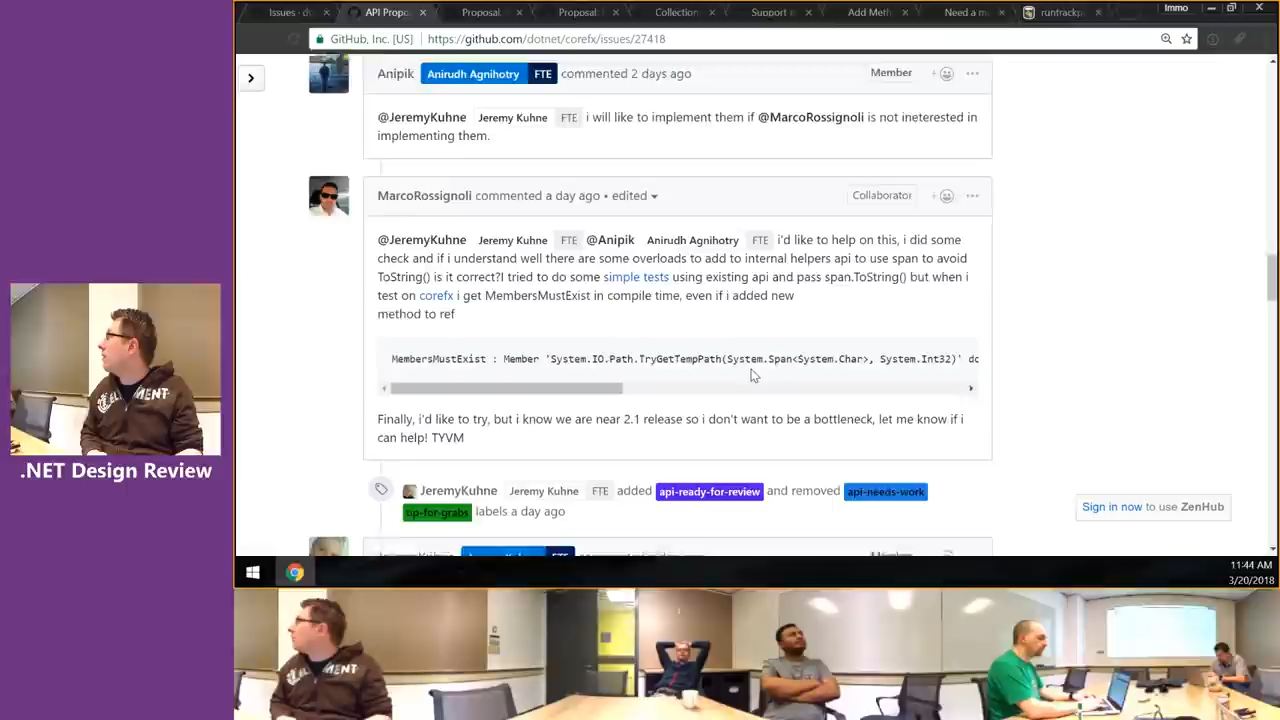 Issues - d
API Propo
Proposal
Proposal
Collection
Support
Add Meth
Need a m
runtrackp
Immo
GitHub, Inc. [US]
https://github.com/dotnet/corefx/issues/27418
Anipik Anirudh Agnihotry FTE commented 2 days ago Member
@JeremyKuhne Jeremy Kuhne FTE i will like to implement them if @MarcoRossignoli is not ineterested in
implementing them.
MarcoRossignoli commented a day ago • edited Collaborator
@JeremyKuhne Jeremy Kuhne FTE @Anipik Anirudh Agnihotry FTE i'd like to help on this, i did some
check and if i understand well there are some overloads to add to internal helpers api to use span to avoid
ToString() is it correct?I tried to do some simple tests using existing api and pass span.ToString() but when i
test on corefx i get MembersMustExist in compile time, even if i added new
method to ref
MembersMustExist : Member 'System.IO.Path.TryGetTempPath(System.Span<System.Char>, System.Int32)' do
Finally, i'd like to try, but i know we are near 2.1 release so i don't want to be a bottleneck, let me know if i
can help! TYVM
JeremyKuhne Jeremy Kuhne FTE added api-ready-for-review and removed api-needs-work
up-for-grabs labels a day ago
Sign in now to use ZenHub
.NET Design Review
11:44 AM
3/20/2018